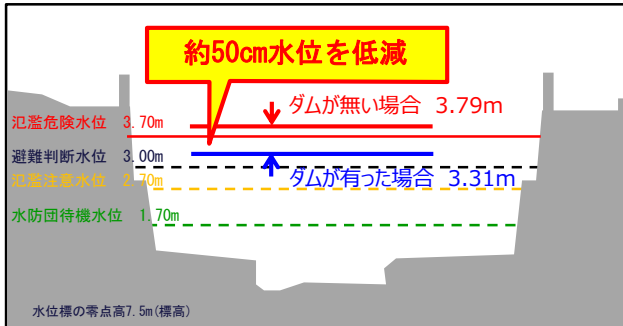 約50cm水位を低減
ダムが無い場合 3.79m
氾濫危険水位 3.70m
避難判断水位 3.00m
ダムが有った場合 3.31m
氾濫注意水位 2.70m
水防団待機水位 1.70m
水位標の零点高7.5m(標高)